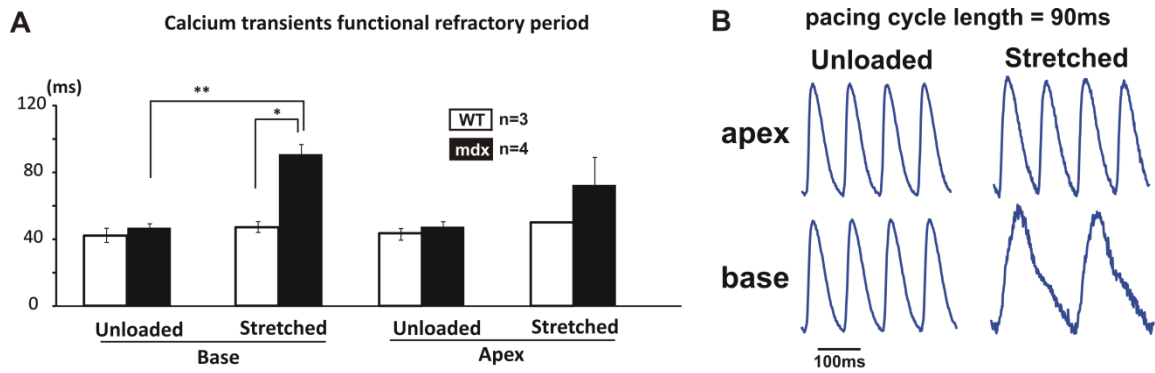 A
Calcium transients functional refractory period
(ms)
120
80
40
0
**
*
WT n=3
mdx n=4
Unloaded Stretched Unloaded Stretched
Base Apex
B
pacing cycle length = 90ms
Unloaded Stretched
apex
base
100ms